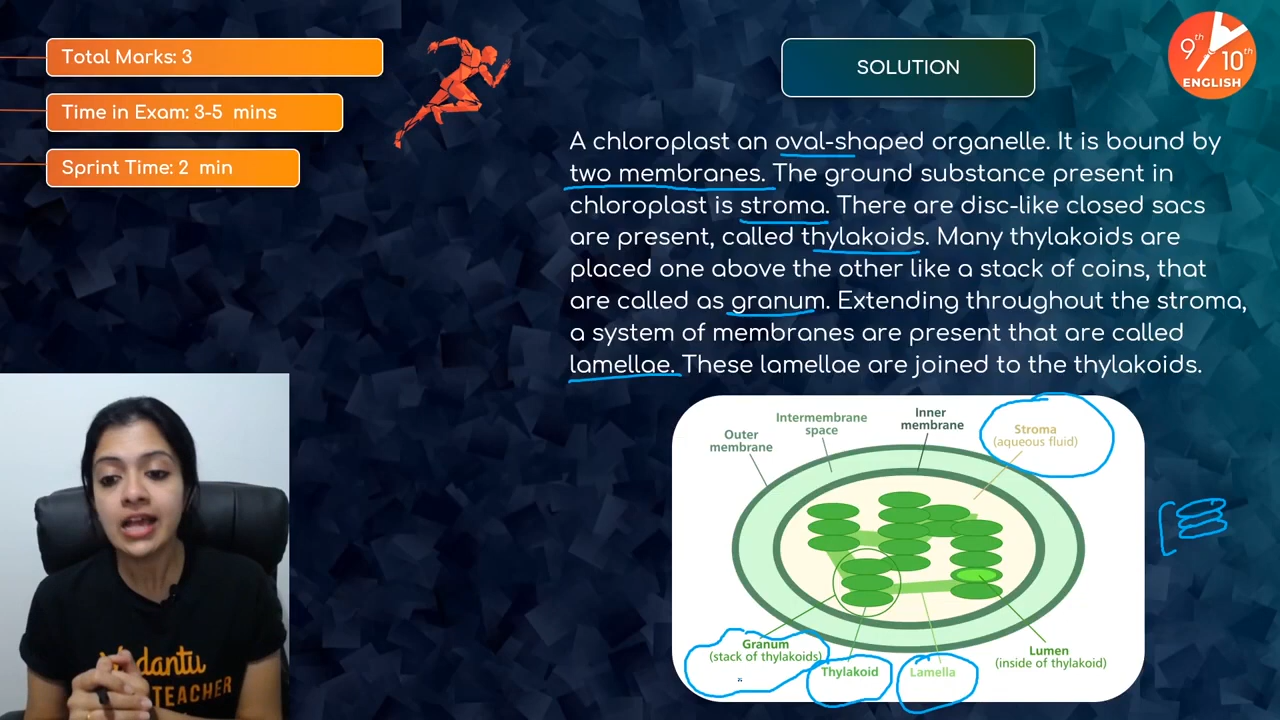 Total Marks: 3
Time in Exam: 3-5 mins
Sprint Time: 2 min
SOLUTION
9th
10th
ENGLISH
A chloroplast an oval-shaped organelle. It is bound by
two membranes. The ground substance present in
chloroplast is stroma. There are disc-like closed sacs
are present, called thylakoids. Many thylakoids are
placed one above the other like a stack of coins, that
are called as granum. Extending throughout the stroma,
a system of membranes are present that are called
lamellae. These lamellae are joined to the thylakoids.
Outer
membrane
Intermembrane
space
Inner
membrane
Stroma
(aqueous fluid)
Granum
(stack of thylakoids)
Thylakoid
Lamella
Lumen
(inside of thylakoid)
Vedantu
TEACHER